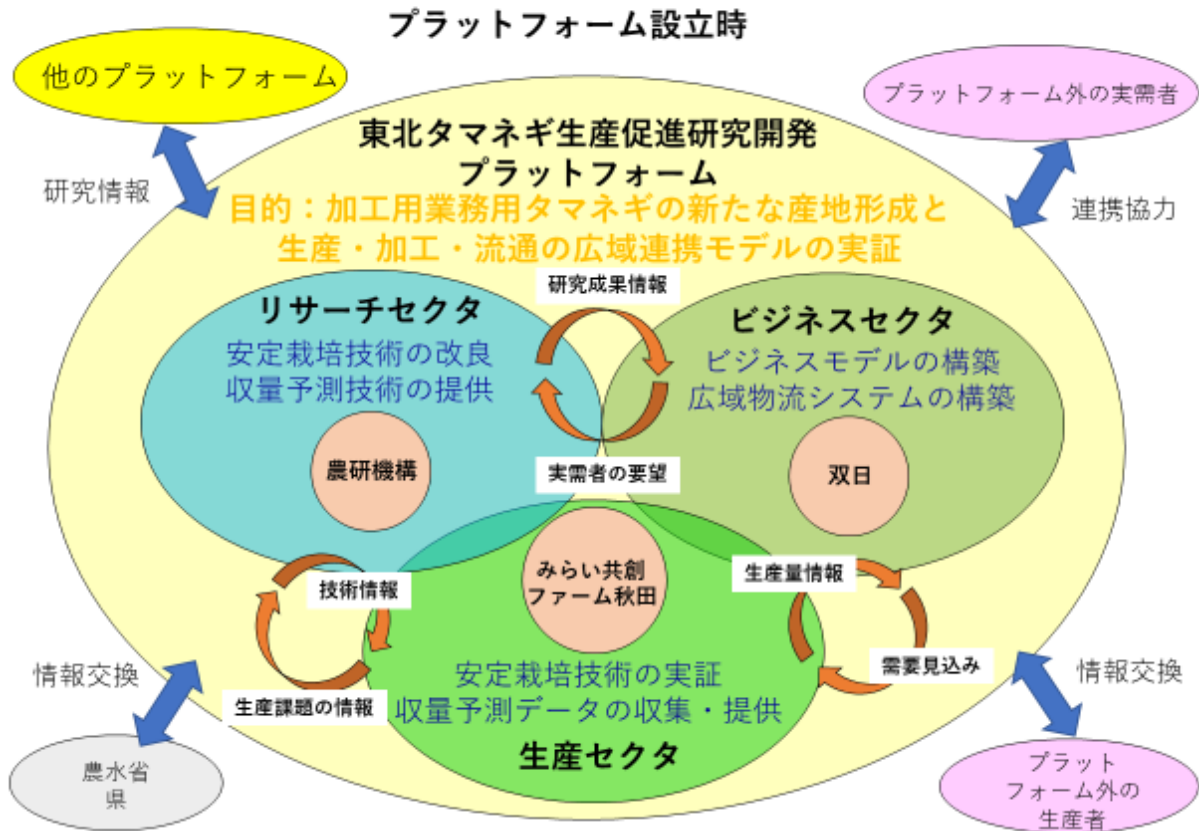 プラットフォーム設立時
他のプラットフォーム
プラットフォーム外の実需者
東北タマネギ生産促進研究開発
プラットフォーム
研究情報
連携協力
目的：加工用業務用タマネギの新たな産地形成と
生産・加工・流通の広域連携モデルの実証
研究成果情報
リサーチセクタ
安定栽培技術の改良
収量予測技術の提供
ビジネスセクタ
ビジネスモデルの構築
広域物流システムの構築
農研機構
実需者の要望
双日
みらい共創
ファーム秋田
技術情報
生産量情報
生産課題の情報
需要見込み
安定栽培技術の実証
収量予測データの収集・提供
生産セクタ
情報交換
情報交換
農水省
県
プラット
フォーム外の
生産者